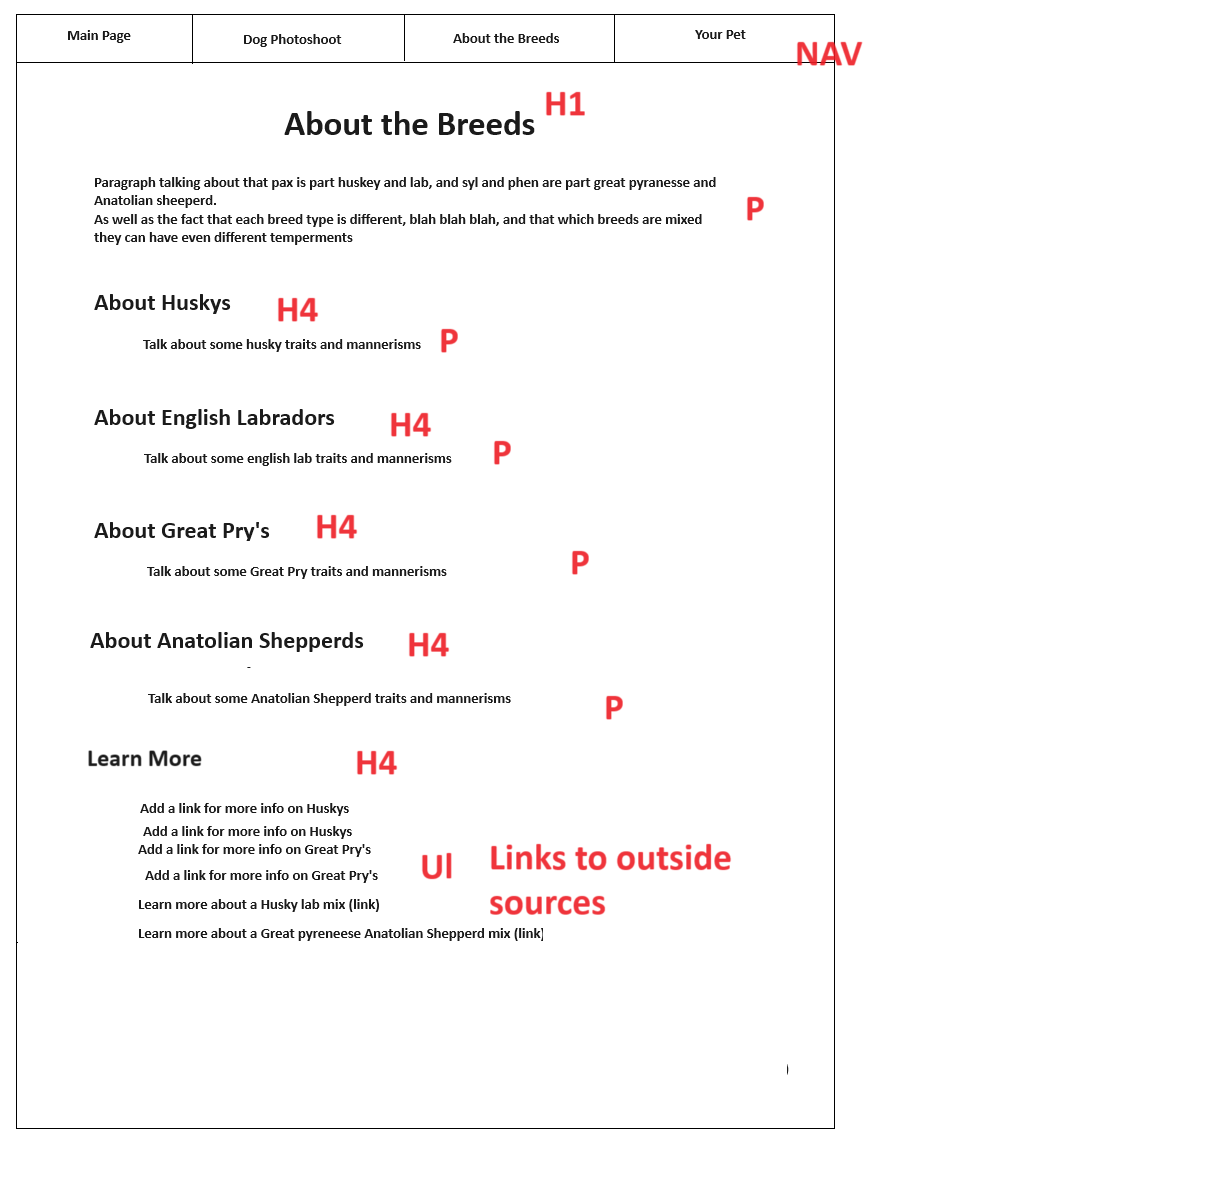 Main Page
Dog Photoshoot
About the Breeds
Your Pet
NAV
About the Breeds
H1
Paragraph talking about that pax is part huskey and lab, and syl and phen are part great pyranesse and
Anatolian sheeperd.
As well as the fact that each breed type is different, blah blah blah, and that which breeds are mixed
they can have even different temperments
P
About Huskys
H4
Talk about some husky traits and mannerisms
P
About English Labradors
H4
Talk about some english lab traits and mannerisms
P
About Great Pry's
H4
Talk about some Great Pry traits and mannerisms
P
About Anatolian Shepperds
H4
Talk about some Anatolian Shepperd traits and mannerisms
P
Learn More
H4
Add a link for more info on Huskys
Add a link for more info on Huskys
Add a link for more info on Great Pry's
Add a link for more info on Great Pry's
Learn more about a Husky lab mix (link)
Learn more about a Great pyreneese Anatolian Shepperd mix (link)
Ul
Links to outside
sources